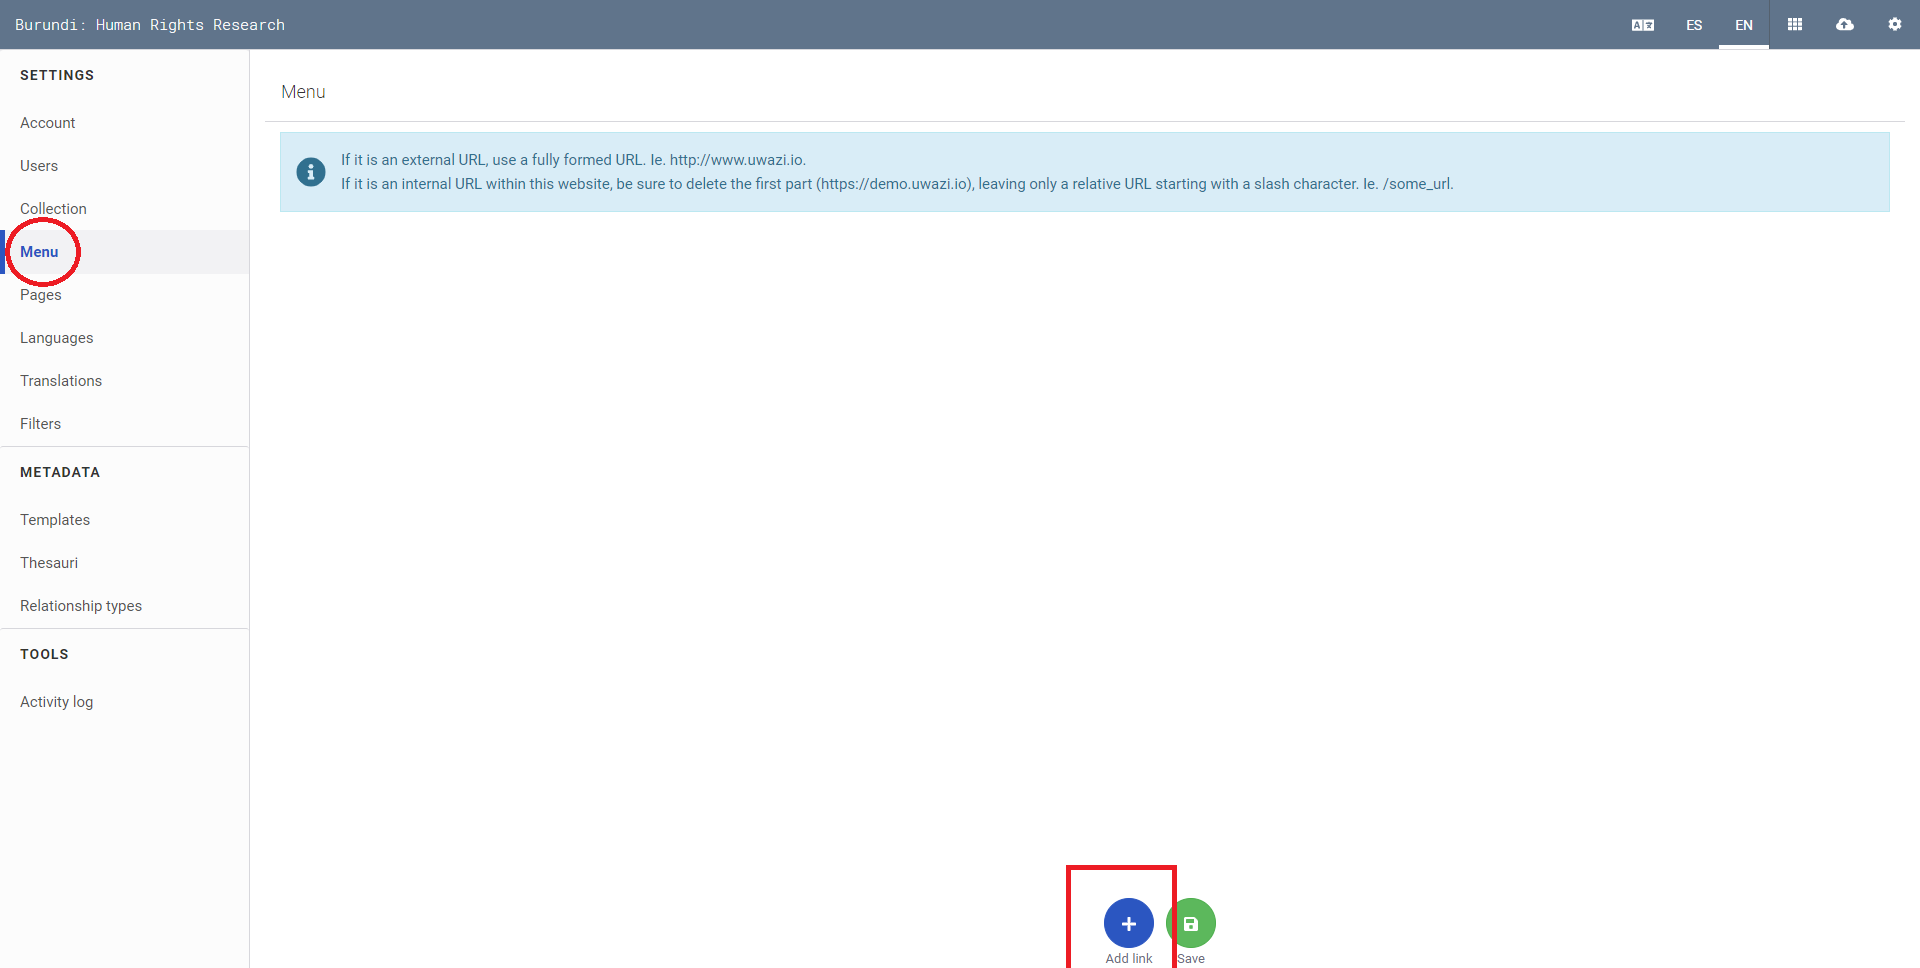 Burundi: Human Rights Research
A
ES
EN
SETTINGS
Account
Users
Collection
Menu
Pages
Languages
Translations
Filters
METADATA
Templates
Thesauri
Relationship types
TOOLS
Activity log
Menu
If it is an external URL, use a fully formed URL. Ie. http://www.uwazi.io.
If it is an internal URL within this website, be sure to delete the first part (https://demo.uwazi.io), leaving only a relative URL starting with a slash character. Ie. /some_url.
Add link
Save